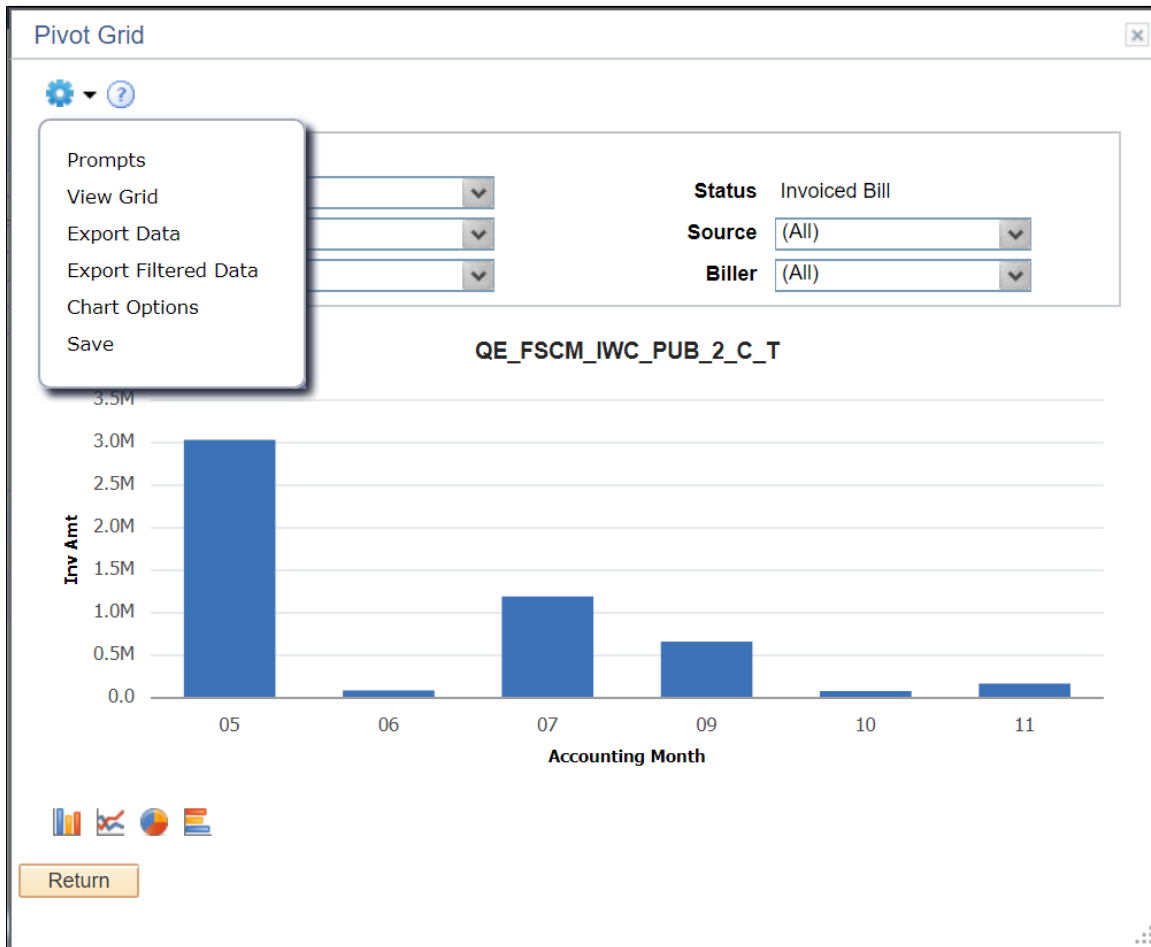 Pivot Grid
?
Prompts
View Grid
Export Data
Export Filtered Data
Chart Options
Save
Status Invoiced Bill
Source (All)
Biller (All)
QE_FSCM_IWC_PUB_2_C_T
3.5M
3.0M
2.5M
2.0M
1.5M
1.0M
0.5M
0.0
Inv Amt
05 06 07 09 10 11
Accounting Month
Return